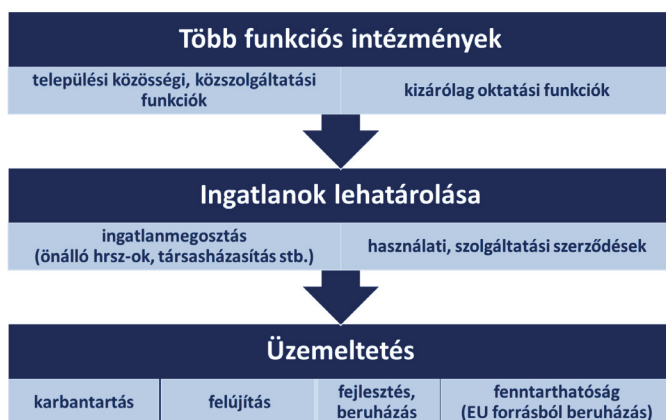 Több funkciós intézmények
települési közösségi, közszolgáltatási
funkciók
kizárólag oktatási funkciók
Ingatlanok lehatárolása
ingatlanmegosztás
(önálló hrsz-ok, társasházasítás stb.)
használati, szolgáltatási szerződések
Üzemeltetés
karbantartás
felújítás
fejlesztés,
beruházás
fenntarthatóság
(EU forrásból beruházás)